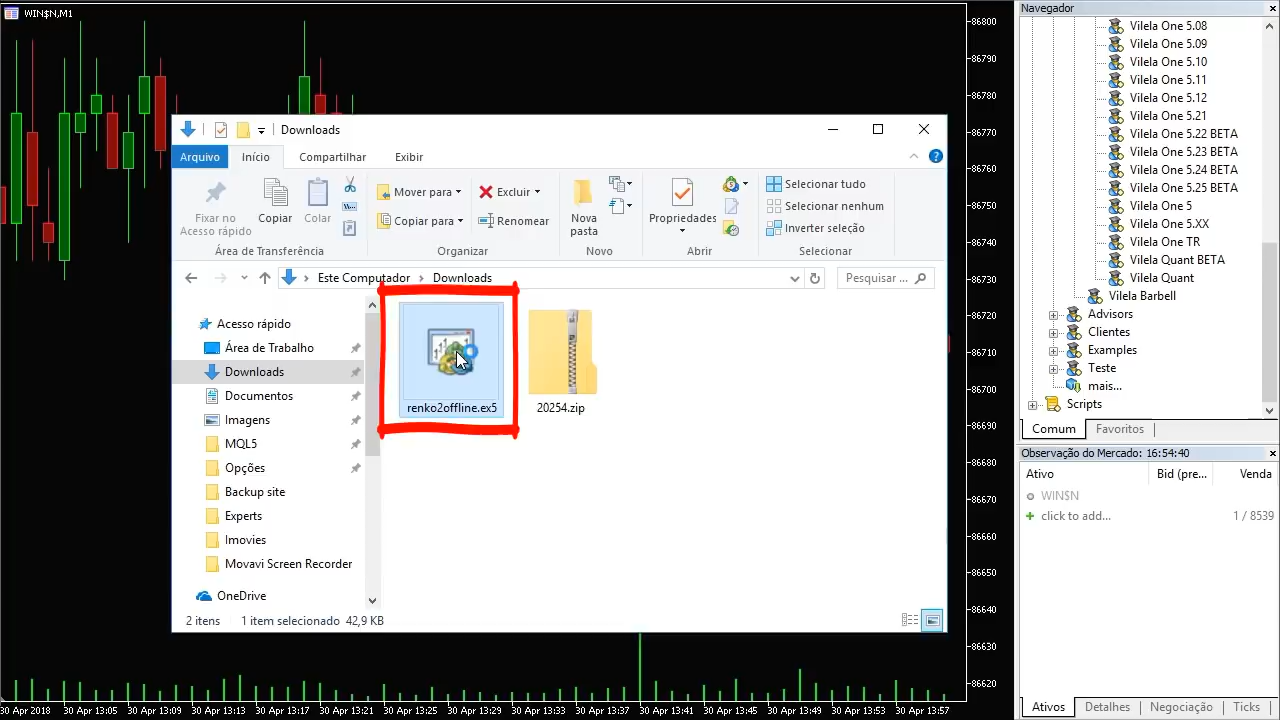 WIN$N,M1
86800
86790
86780
86770
86760
86750
86740
86730
86720
86710
86700
86690
86680
86670
86660
86650
86640
86630
86620
30 Apr 2018
30 Apr 13:05
30 Apr 13:09
30 Apr 13:13
30 Apr 13:17
30 Apr 13:21
30 Apr 13:25
30 Apr 13:29
30 Apr 13:33
30 Apr 13:37
30 Apr 13:41
30 Apr 13:45
30 Apr 13:49
30 Apr 13:53
30 Apr 13:57
Downloads
Arquivo
Início
Compartilhar
Exibir
Fixar no
Acesso rápido
Copiar
Colar
Área de Transferência
Mover para
Copiar para
Excluir
Renomear
Organizar
Nova
pasta
Novo
Propriedades
Abrir
Selecionar tudo
Selecionar nenhum
Inverter seleção
Selecionar
Este Computador
Downloads
Pesquisar ...
Acesso rápido
Área de Trabalho
Downloads
Documentos
Imagens
MQL5
Opções
Backup site
Experts
Imovies
Movavi Screen Recorder
OneDrive
renko2offline.ex5
20254.zip
2 itens
1 item selecionado
42,9 KB
Navegador
Vilela One 5.08
Vilela One 5.09
Vilela One 5.10
Vilela One 5.11
Vilela One 5.12
Vilela One 5.21
Vilela One 5.22 BETA
Vilela One 5.23 BETA
Vilela One 5.24 BETA
Vilela One 5.25 BETA
Vilela One 5
Vilela One 5.XX
Vilela One TR
Vilela Quant BETA
Vilela Quant
Vilela Barbell
Advisors
Clientes
Examples
Teste
mais...
Scripts
Comum
Favoritos
Observação do Mercado: 16:54:40
Ativo
Bid (pre...
Venda
WIN$N
click to add...
1 / 8539
Ativos
Detalhes
Negociação
Ticks